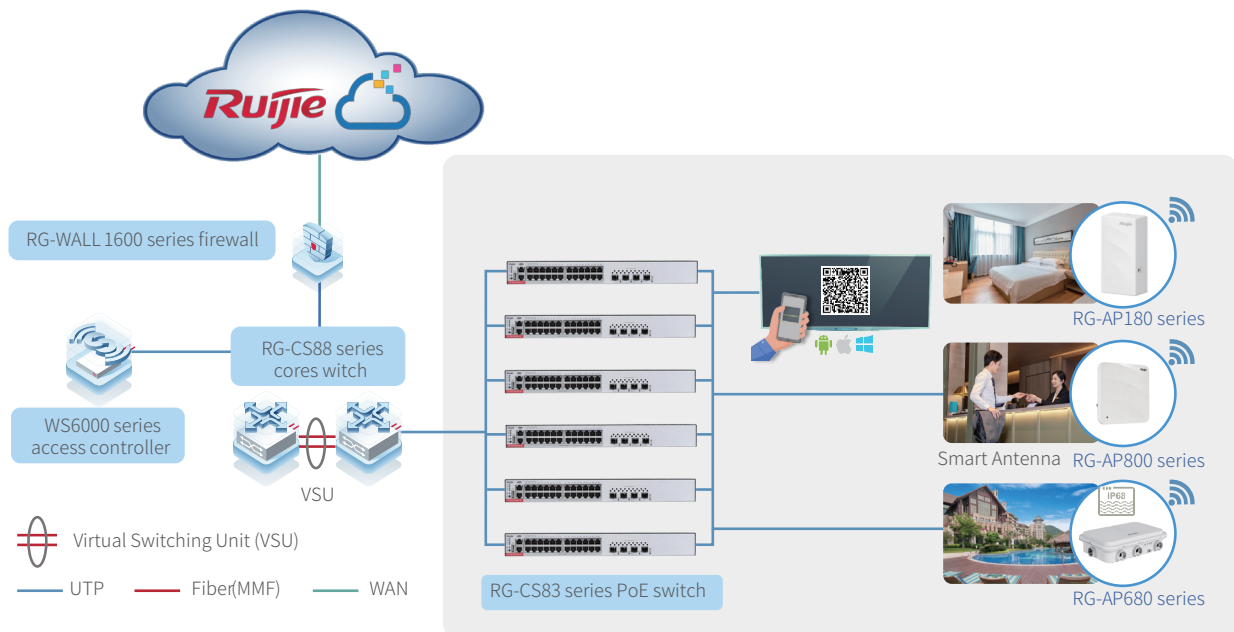 Ruijie
RG-WALL 1600 series firewall
RG-CS88 series
cores witch
WS6000 series
access controller
VSU
Virtual Switching Unit (VSU)
UTP
Fiber(MMF)
WAN
RG-CS83 series PoE switch
Ruijie
RG-AP180 series
Smart Antenna
RG-AP800 series
IP68
RG-AP680 series